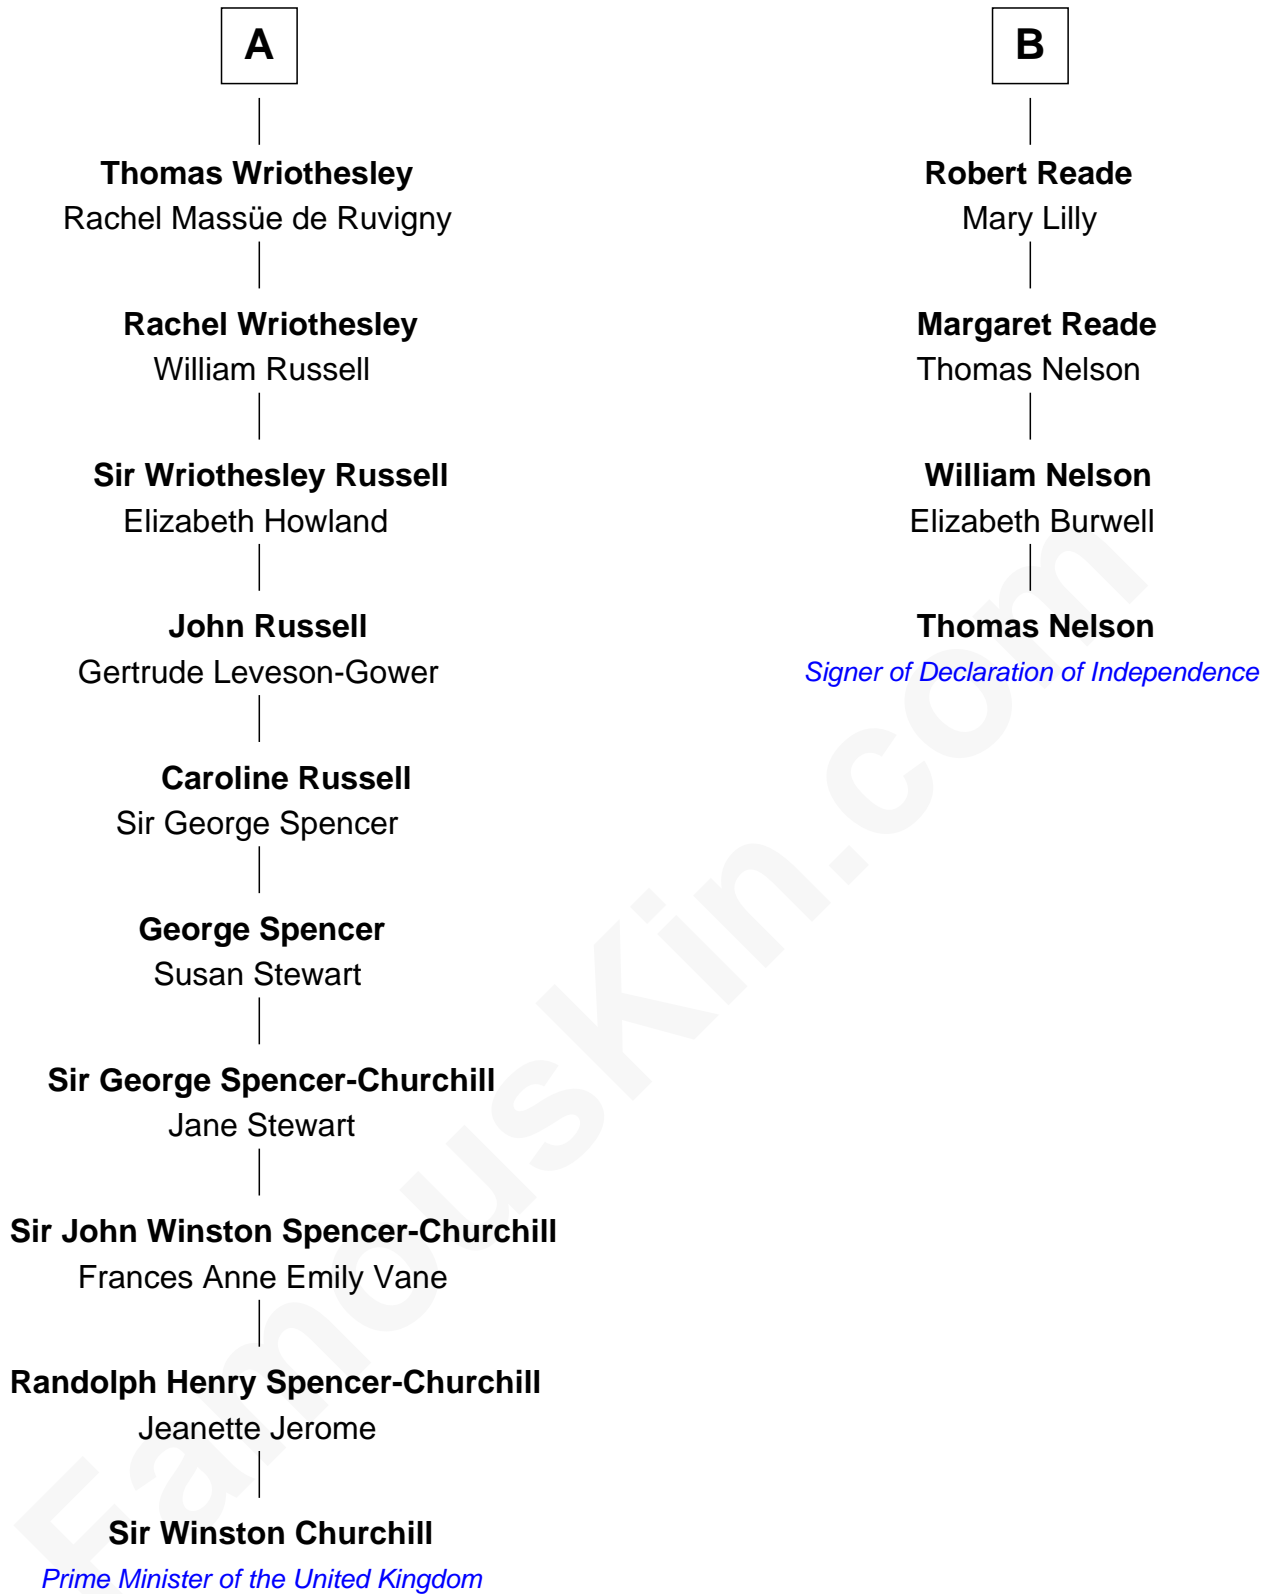 A
Thomas Wriothesley
Rachel Massüe de Ruvigny
Rachel Wriothesley
William Russell
Sir Wriothesley Russell
Elizabeth Howland
John Russell
Gertrude Leveson-Gower
Caroline Russell
Sir George Spencer
George Spencer
Susan Stewart
Sir George Spencer-Churchill
Jane Stewart
Sir John Winston Spencer-Churchill
Frances Anne Emily Vane
Randolph Henry Spencer-Churchill
Jeanette Jerome
Sir Winston Churchill
Prime Minister of the United Kingdom
B
Robert Reade
Mary Lilly
Margaret Reade
Thomas Nelson
William Nelson
Elizabeth Burwell
Thomas Nelson
Signer of Declaration of Independence
FamousKin.com